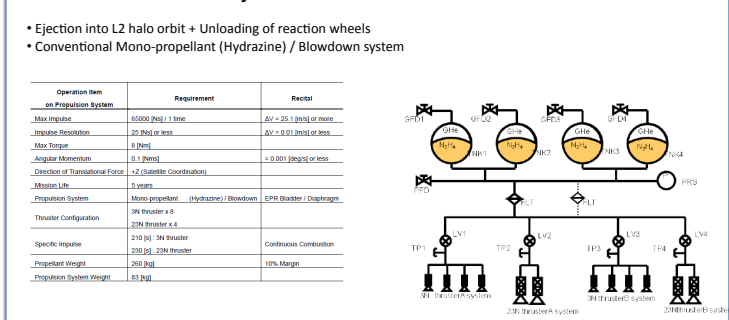 • Ejection into L2 halo orbit + Unloading of reaction wheels
• Conventional Mono-propellant (Hydrazine) / Blowdown system
Operation Item on Propulsion System Requirement Recital
Max Impulse 65000 [Ns] / 1 time ΔV = 25.1 [m/s] or more
Impulse Resolution 25 [Ns] or less ΔV = 0.01 [m/s] or less
Max Torque 8 [Nm]
Angular Momentum 0.1 [Nms] = 0.001 [deg/s] or less
Direction of Translational Force +Z (Satellite Coordination)
Mission Life 5 years
Propulsion System Mono-propellant (Hydrazine) / Blowdown EPR Bladder / Diaphragm
Thruster Configuration 3N thruster x 8
23N thruster x 4
Specific Impulse 210 [s] : 3N thruster
230 [s] : 23N thruster Continuous Combustion
Propellant Weight 260 [kg] 10% Margin
Propulsion System Weight 83 [kg]
GFD1 GFD2 GFD3 GFD4
GHe GHe GHe GHe
N2H4 N2H4 N2H4 N2H4
TNK1 TNK2 TNK3 TNK4
PFD P PRS
FLT FLT
LV1 LV2 LV3 LV4
TP1 TP2 TP3 TP4
3N thrusterA system 3N thrusterB system
23N thrusterA system 23NthrusterB system